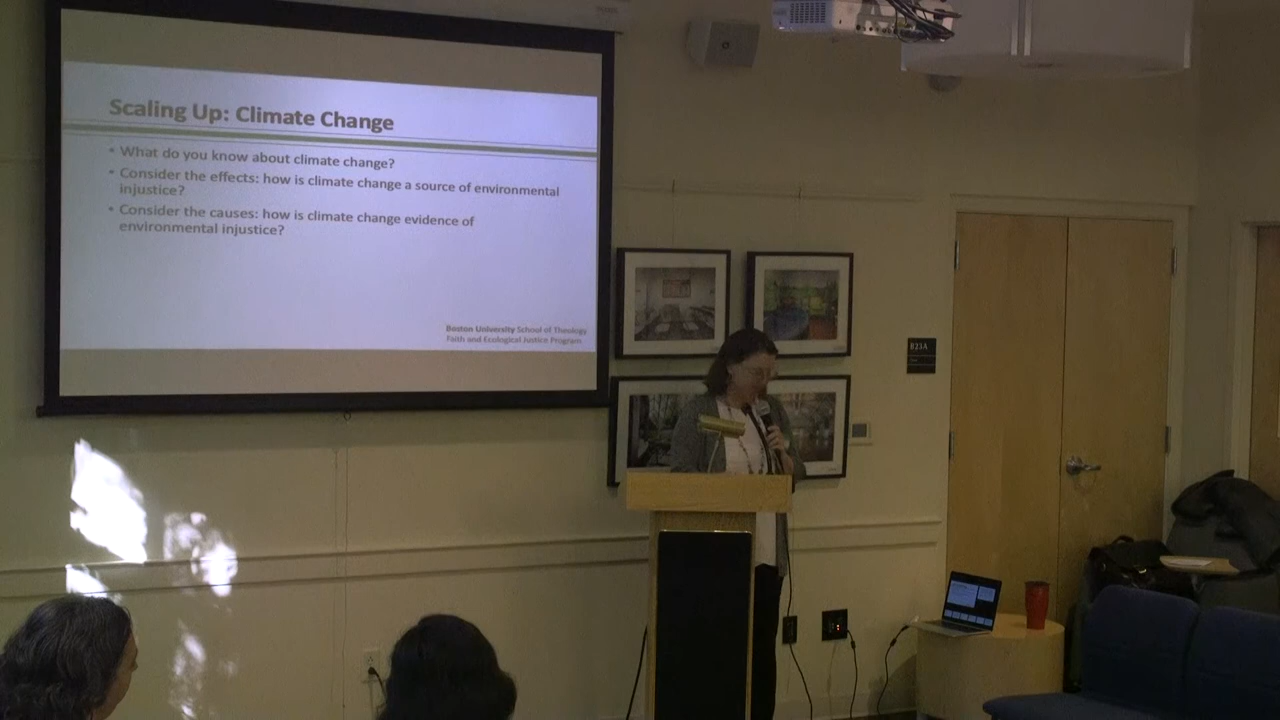 Scaling Up: Climate Change
• What do you know about climate change?
• Consider the effects: how is climate change a source of environmental
injustice?
• Consider the causes: how is climate change evidence of
environmental injustice?
Boston University School of Theology
Faith and Ecological Justice Program
B23A